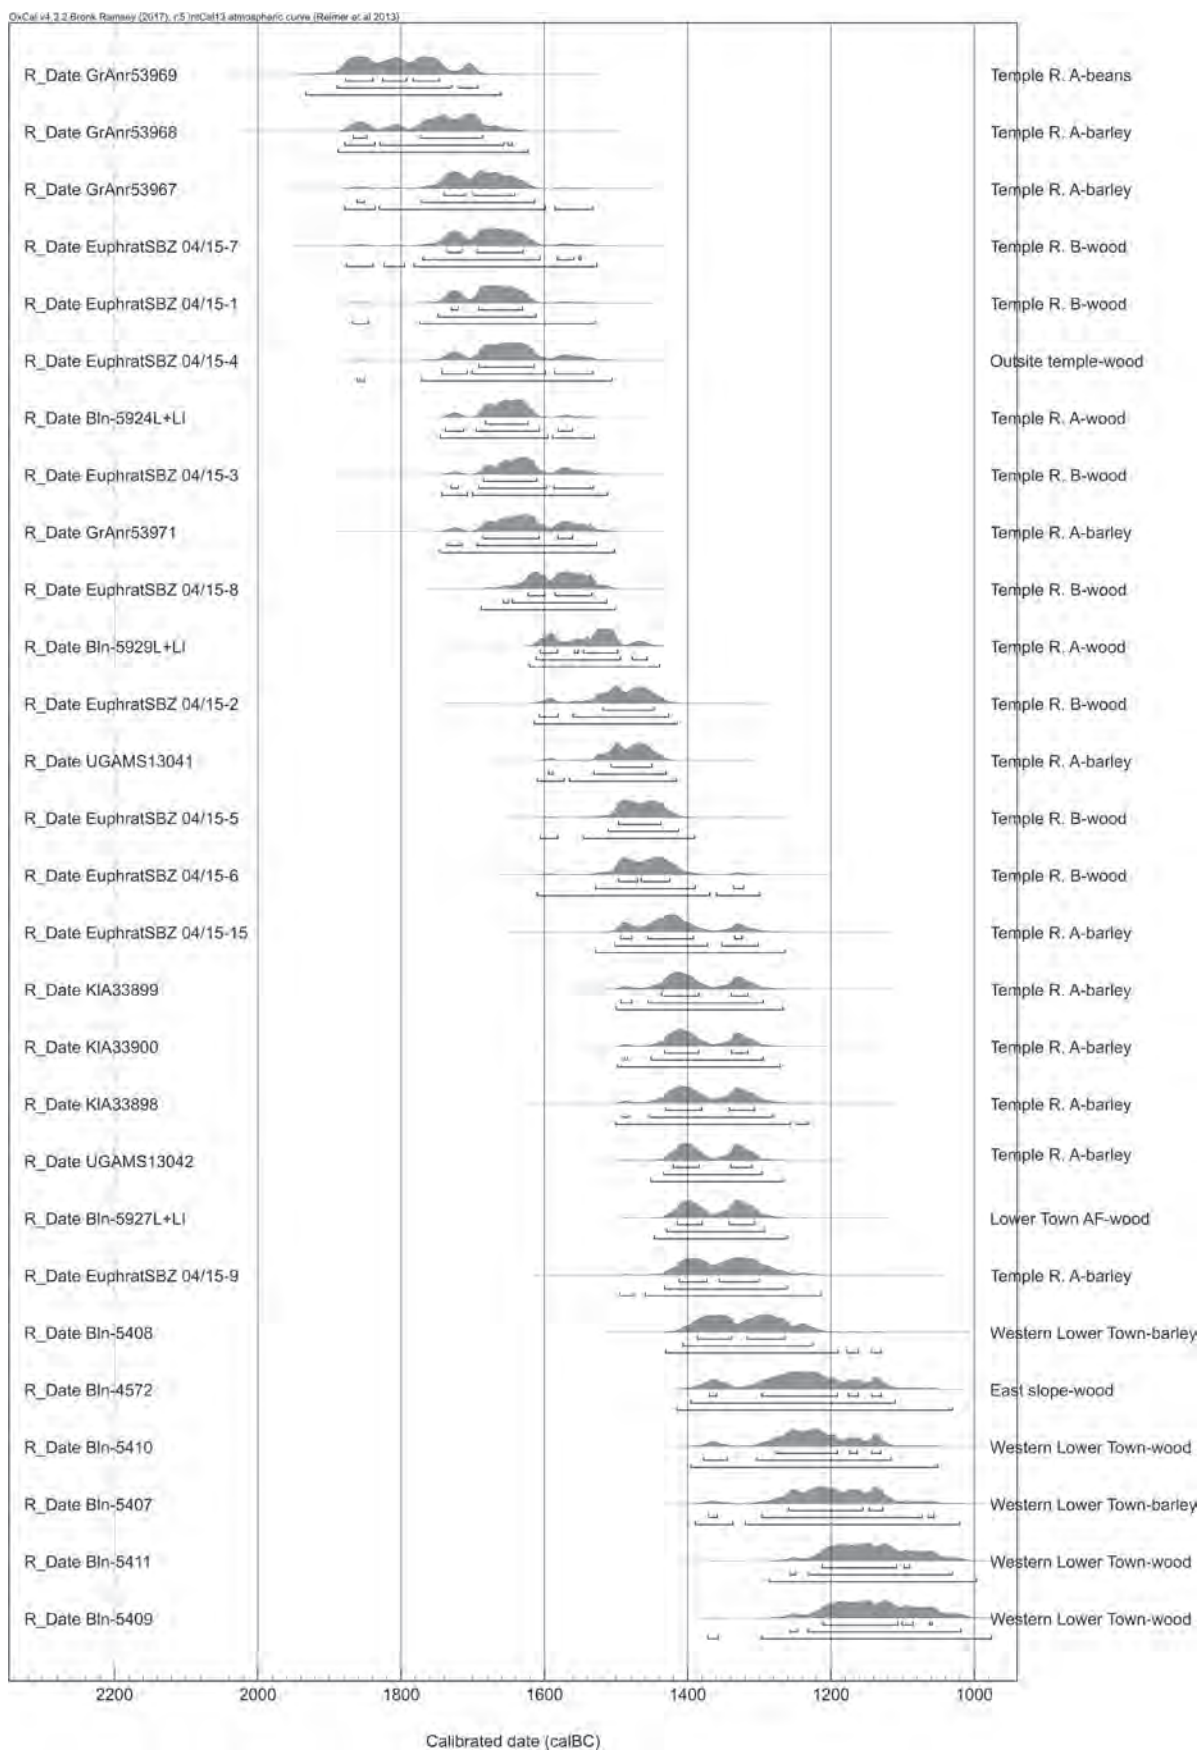 OxCal v4.2.2 Bronk Ramsey (2017); r:5 IntCal13 atmospheric curve (Reimer et al 2013)
R_Date GrAnr53969 Temple R. A-beans
R_Date GrAnr53968 Temple R. A-barley
R_Date GrAnr53967 Temple R. A-barley
R_Date EuphratSBZ 04/15-7 Temple R. B-wood
R_Date EuphratSBZ 04/15-1 Temple R. B-wood
R_Date EuphratSBZ 04/15-4 Outsite temple-wood
R_Date Bln-5924L+LI Temple R. A-wood
R_Date EuphratSBZ 04/15-3 Temple R. B-wood
R_Date GrAnr53971 Temple R. A-barley
R_Date EuphratSBZ 04/15-8 Temple R. B-wood
R_Date Bln-5929L+LI Temple R. A-wood
R_Date EuphratSBZ 04/15-2 Temple R. B-wood
R_Date UGAMS13041 Temple R. A-barley
R_Date EuphratSBZ 04/15-5 Temple R. B-wood
R_Date EuphratSBZ 04/15-6 Temple R. B-wood
R_Date EuphratSBZ 04/15-15 Temple R. A-barley
R_Date KIA33899 Temple R. A-barley
R_Date KIA33900 Temple R. A-barley
R_Date KIA33898 Temple R. A-barley
R_Date UGAMS13042 Temple R. A-barley
R_Date Bln-5927L+LI Lower Town AF-wood
R_Date EuphratSBZ 04/15-9 Temple R. A-barley
R_Date Bln-5408 Western Lower Town-barley
R_Date Bln-4572 East slope-wood
R_Date Bln-5410 Western Lower Town-wood
R_Date Bln-5407 Western Lower Town-barley
R_Date Bln-5411 Western Lower Town-wood
R_Date Bln-5409 Western Lower Town-wood
2200 2000 1800 1600 1400 1200 1000
Calibrated date (calBC)